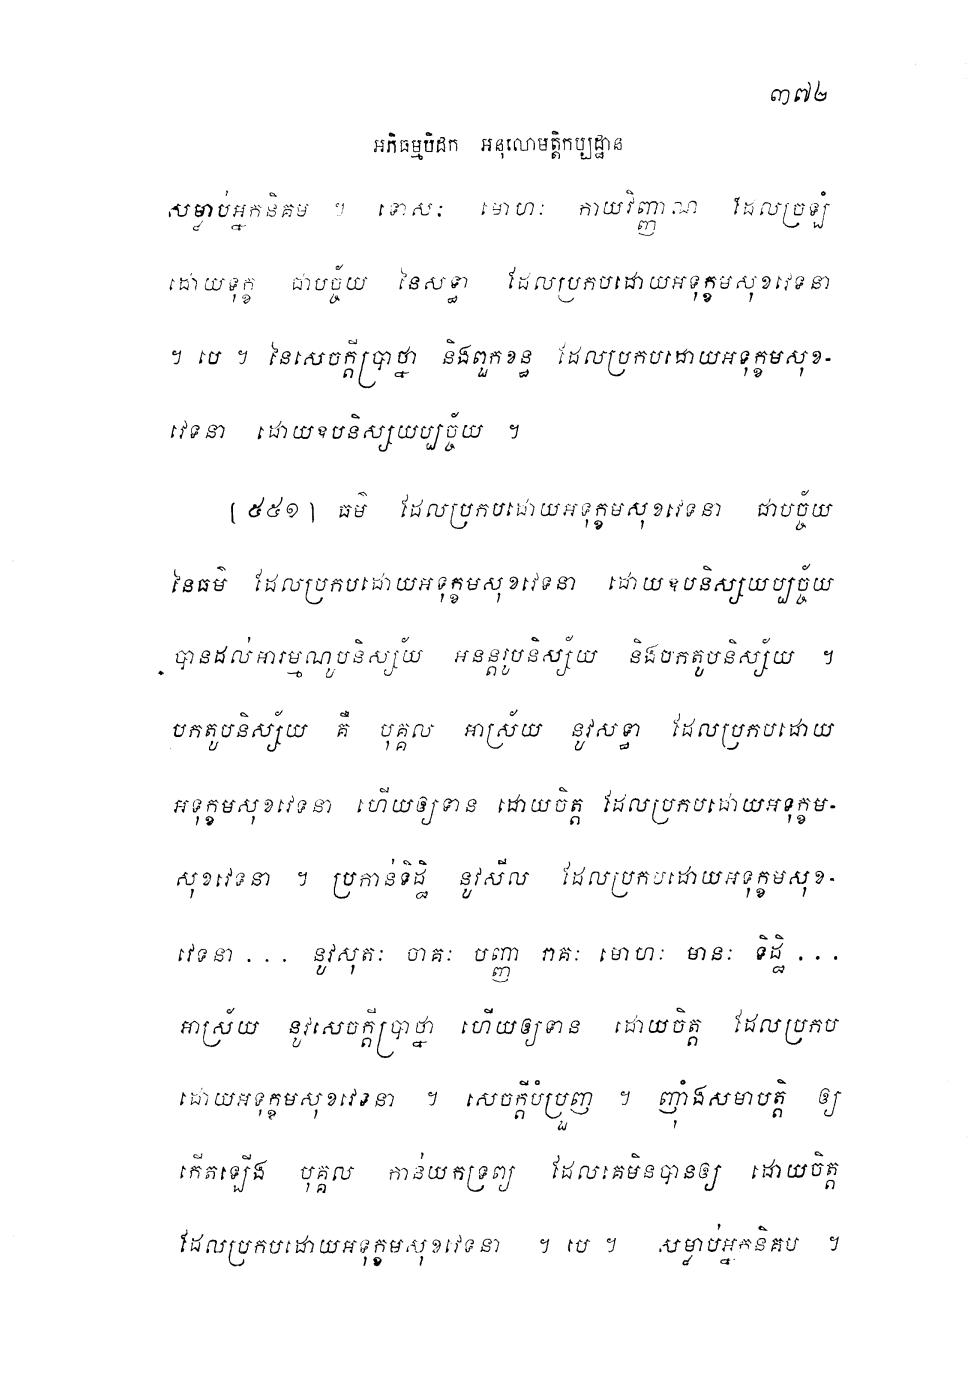 ៣៧២
អភិធម្មបិដក អនុលោមត្តិកប្បដ្ឋាន
សម្លាប់អ្នកនិគម ។ ទោសៈ មោហៈ កាយវិញ្ញាណ ដែលច្រឡំ
ដោយទុក្ខ ជាបច្ច័យ នៃសទ្ធា ដែលប្រកបដោយអទុក្ខមសុខវេទនា
។ បេ ។ នៃសេចក្តីប្រាថ្នា និងពួកខន្ធ ដែលប្រកបដោយអទុក្ខមសុខ-
វេទនា ដោយឧបនិស្សយប្បច្ច័យ ។
(៥៥១) ធម៌ ដែលប្រកបដោយអទុក្ខមសុខវេទនា ជាបច្ច័យ
នៃធម៌ ដែលប្រកបដោយអទុក្ខមសុខវេទនា ដោយឧបនិស្សយប្បច្ច័យ
បានដល់អារម្មណូបនិស្ស័យ អនន្តរូបនិស្ស័យ និងបកតូបនិស្ស័យ ។
បកតូបនិស្ស័យ គឺ បុគ្គល អាស្រ័យ នូវសទ្ធា ដែលប្រកបដោយ
អទុក្ខមសុខវេទនា ហើយឲ្យទាន ដោយចិត្ត ដែលប្រកបដោយអទុក្ខម-
សុខវេទនា ។ ប្រកាន់ទិដ្ឋិ នូវសីល ដែលប្រកបដោយអទុក្ខមសុខ-
វេទនា ... នូវសុតៈ ចាគៈ បញ្ញា រាគៈ មោហៈ មានៈ ទិដ្ឋិ ...
អាស្រ័យ នូវសេចក្តីប្រាថ្នា ហើយឲ្យទាន ដោយចិត្ត ដែលប្រកប
ដោយអទុក្ខមសុខវេទនា ។ សេចក្តីបំប្រួញ ។ ញុំាងសមាបត្តិ ឲ្យ
កើតឡើង បុគ្គល កាន់យកទ្រព្យ ដែលគេមិនបានឲ្យ ដោយចិត្ត
ដែលប្រកបដោយអទុក្ខមសុខវេទនា ។ បេ ។ សម្លាប់អ្នកនិគប ។